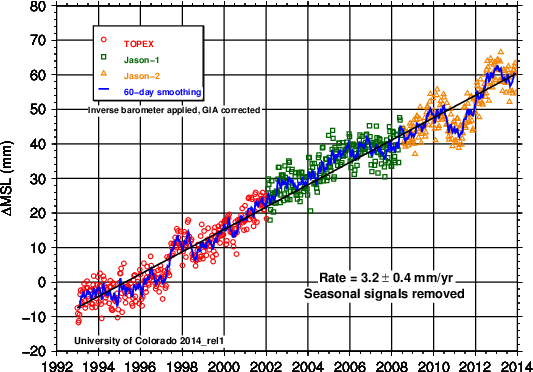 80
70
60
50
40
30
20
10
0
−10
−20
ΔMSL (mm)
TOPEX
Jason−1
Jason−2
60−day smoothing
Inverse barometer applied, GIA corrected
Rate = 3.2 ± 0.4 mm/yr
Seasonal signals removed
University of Colorado 2014_rel1
1992 1994 1996 1998 2000 2002 2004 2006 2008 2010 2012 2014